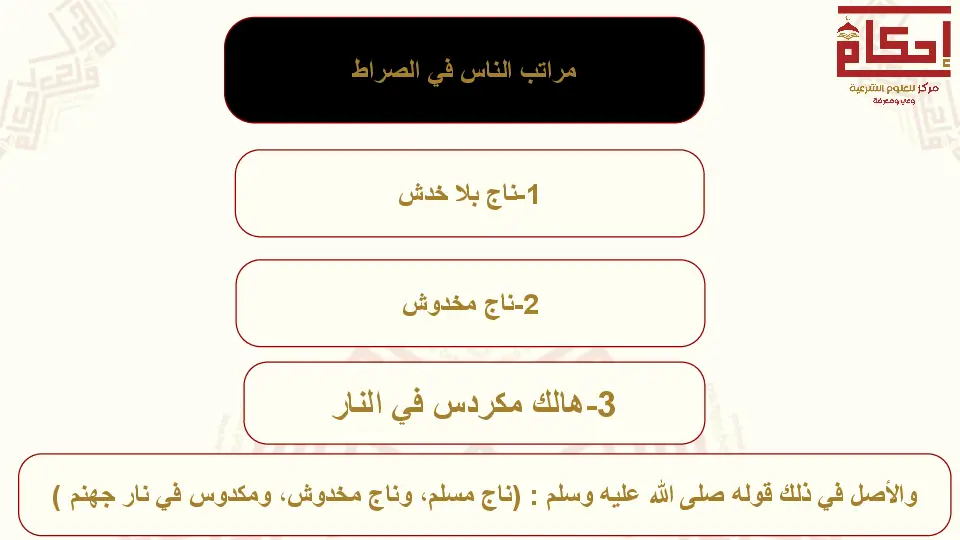 إحكام
مركز للعلوم الشرعية
وعي ومعرفة
مراتب الناس في الصراط
1-ناج بلا خدش
2-ناج مخدوش
3-هالك مكردس في النار
والأصل في ذلك قوله صلى الله عليه وسلم : (ناج مسلم، وناج مخدوش، ومكدوس في نار جهنم )